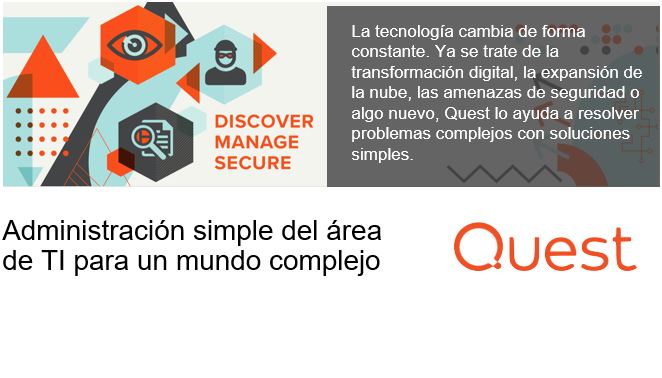 DISCOVER
MANAGE
SECURE
La tecnología cambia de forma
constante. Ya se trate de la
transformación digital, la expansión de
la nube, las amenazas de seguridad o
algo nuevo, Quest lo ayuda a resolver
problemas complejos con soluciones
simples.
Administración simple del área
de TI para un mundo complejo
Quest